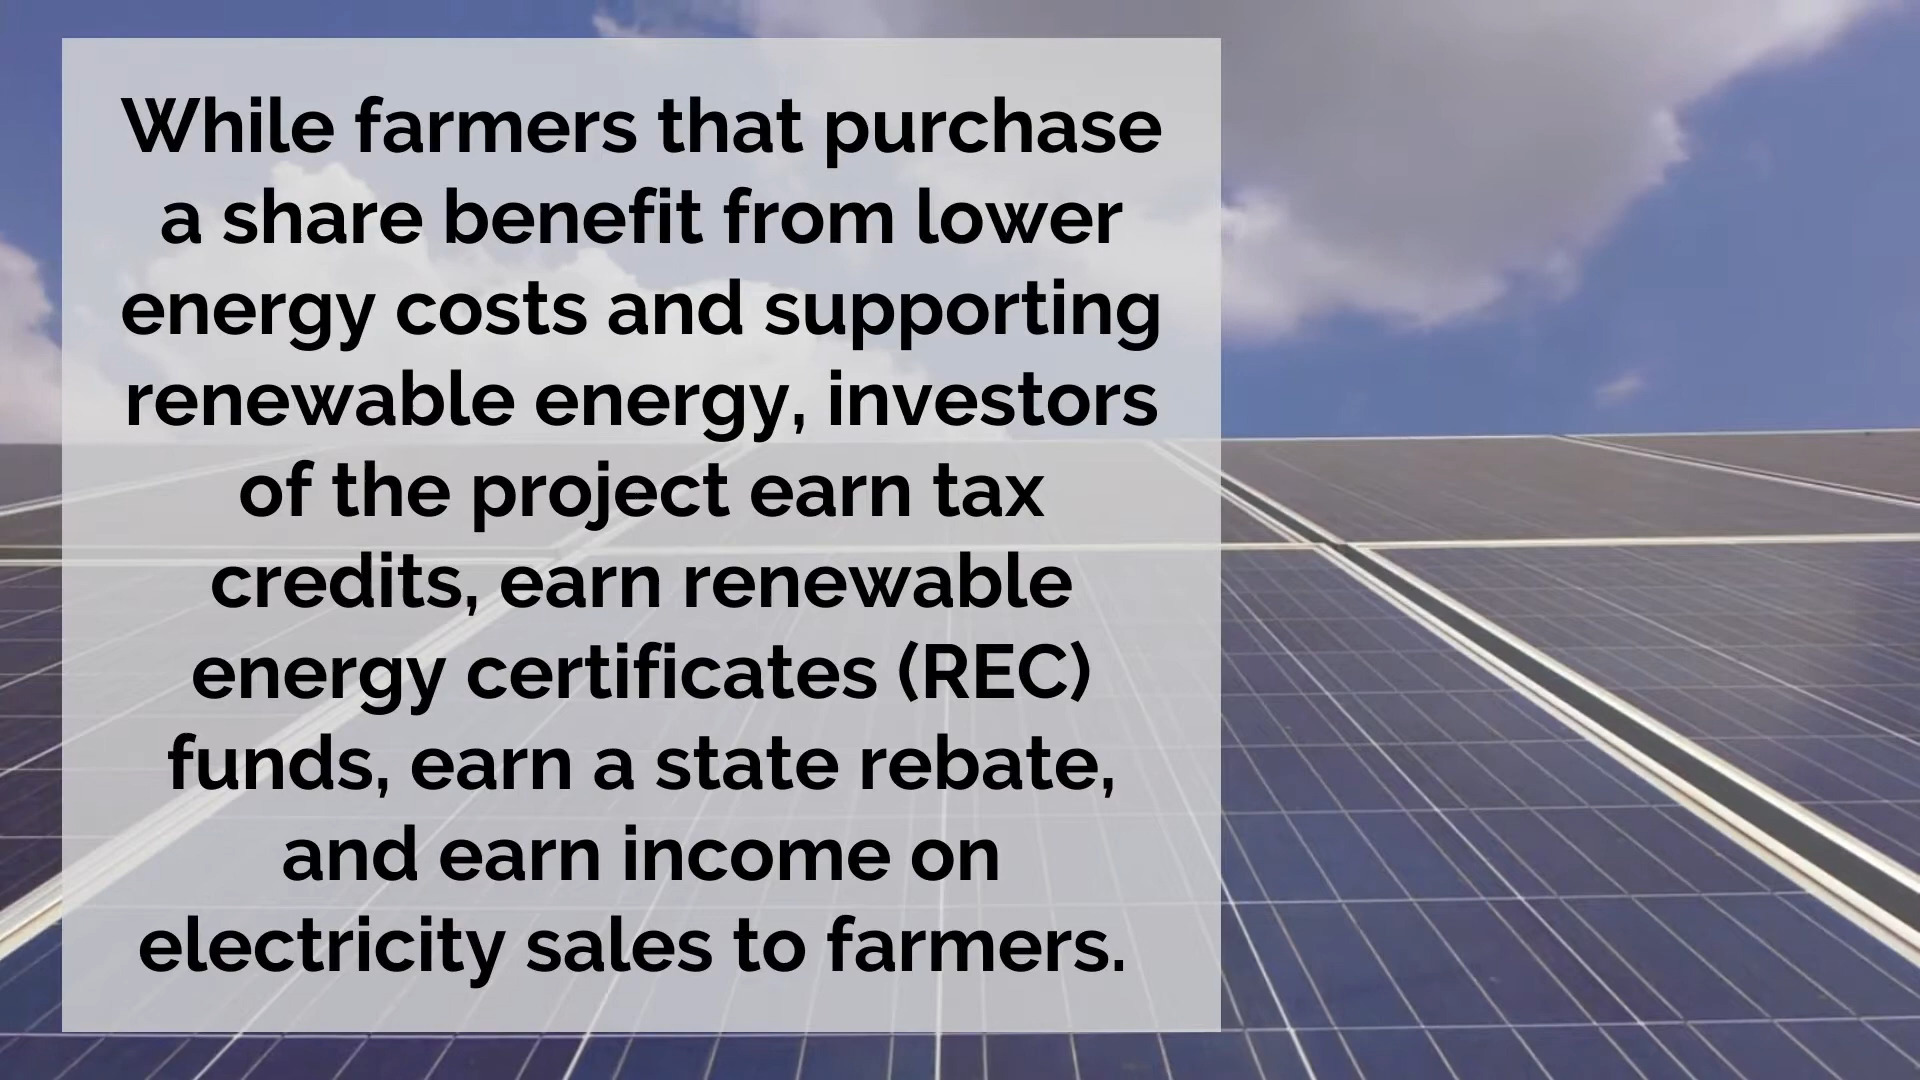 While farmers that purchase
a share benefit from lower
energy costs and supporting
renewable energy, investors
of the project earn tax
credits, earn renewable
energy certificates (REC)
funds, earn a state rebate,
and earn income on
electricity sales to farmers.